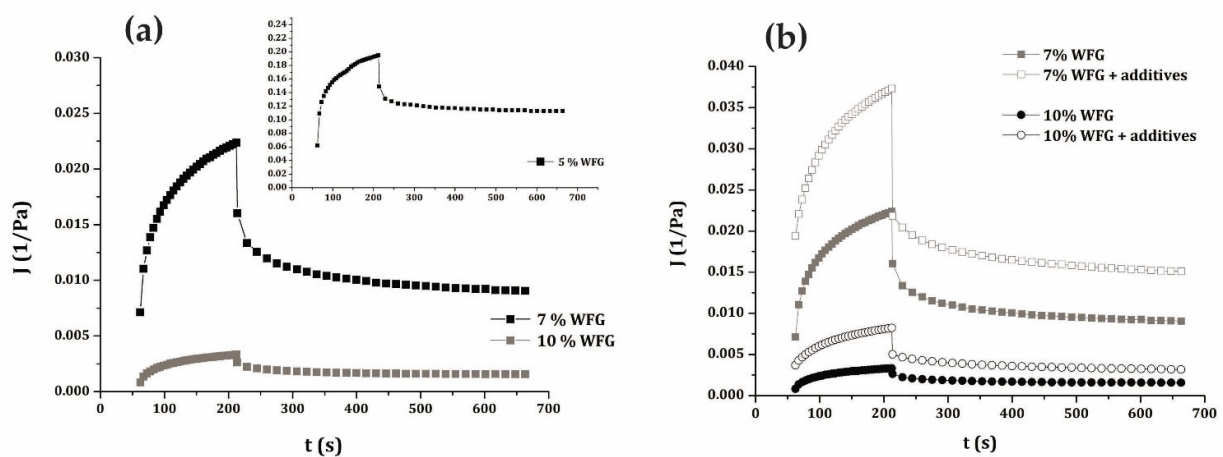 (a)
0.030
0.025
0.020
0.015
0.010
0.005
0.000
J (1/Pa)
0 100 200 300 400 500 600 700
t (s)
7 % WFG
10 % WFG
0.24
0.22
0.20
0.18
0.16
0.14
0.12
0.10
0.08
0.06
0.04
0.02
0.00
0 100 200 300 400 500 600 700
5 % WFG
(b)
7% WFG
7% WFG + additives
10% WFG
10% WFG + additives
0.040
0.035
0.030
0.025
0.020
0.015
0.010
0.005
0.000
J (1/Pa)
0 100 200 300 400 500 600 700
t (s)